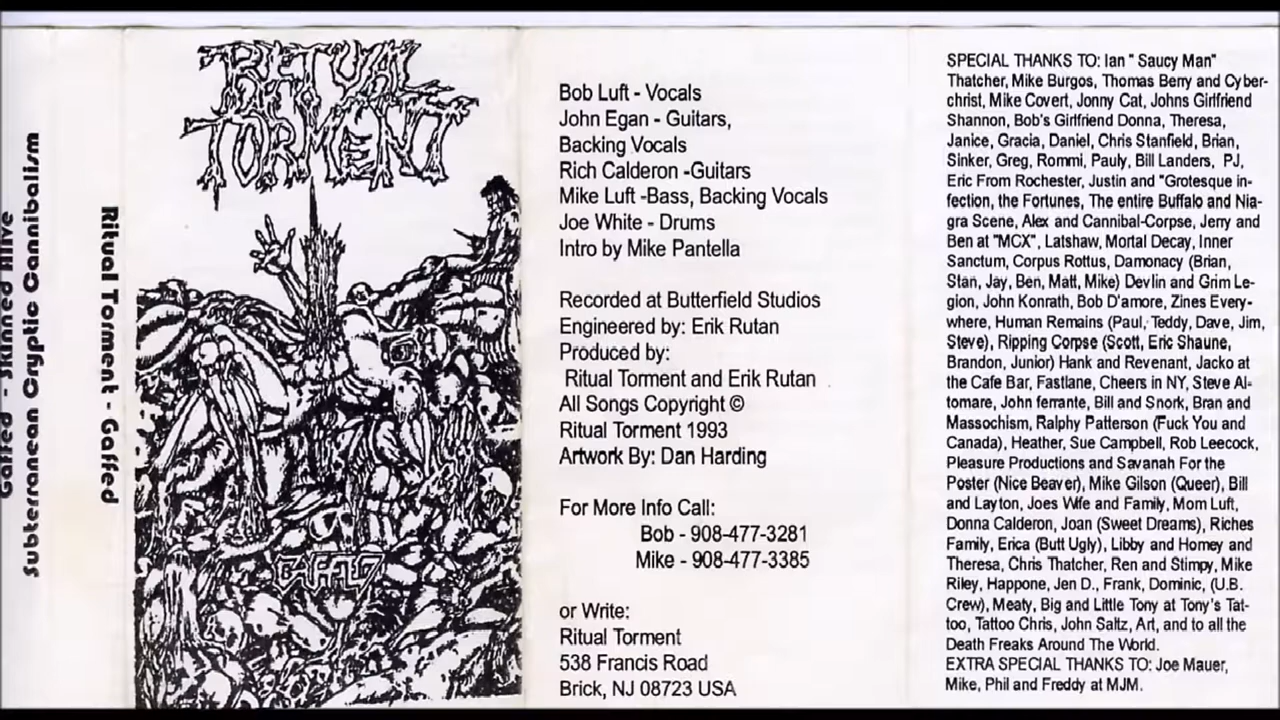 Gaffed - Skinned Alive
Subterranean Cryptic Cannibalism
Ritual Torment - Gaffed
RITUAL
TORMENT
GAFFED
Bob Luft - Vocals
John Egan - Guitars,
Backing Vocals
Rich Calderon -Guitars
Mike Luft -Bass, Backing Vocals
Joe White - Drums
Intro by Mike Pantella
Recorded at Butterfield Studios
Engineered by: Erik Rutan
Produced by:
Ritual Torment and Erik Rutan
All Songs Copyright ©
Ritual Torment 1993
Artwork By: Dan Harding
For More Info Call:
Bob - 908-477-3281
Mike - 908-477-3385
or Write:
Ritual Torment
538 Francis Road
Brick, NJ 08723 USA
SPECIAL THANKS TO: Ian " Saucy Man"
Thatcher, Mike Burgos, Thomas Berry and Cyber-
christ, Mike Covert, Jonny Cat, Johns Girlfriend
Shannon, Bob's Girlfriend Donna, Theresa,
Janice, Gracia, Daniel, Chris Stanfield, Brian,
Sinker, Greg, Rommi, Pauly, Bill Landers, PJ,
Eric From Rochester, Justin and "Grotesque in-
fection, the Fortunes, The entire Buffalo and Nia-
gra Scene, Alex and Cannibal-Corpse, Jerry and
Ben at "MCX", Latshaw, Mortal Decay, Inner
Sanctum, Corpus Rottus, Damonacy (Brian,
Stan, Jay, Ben, Matt, Mike) Devlin and Grim Le-
gion, John Konrath, Bob D'amore, Zines Every-
where, Human Remains (Paul, Teddy, Dave, Jim,
Steve), Ripping Corpse (Scott, Eric Shaune,
Brandon, Junior) Hank and Revenant, Jacko at
the Cafe Bar, Fastlane, Cheers in NY, Steve Al-
tomare, John ferrante, Bill and Snork, Bran and
Massochism, Ralphy Patterson (Fuck You and
Canada), Heather, Sue Campbell, Rob Leecock,
Pleasure Productions and Savanah For the
Poster (Nice Beaver), Mike Gilson (Queer), Bill
and Layton, Joes Wife and Family, Mom Luft,
Donna Calderon, Joan (Sweet Dreams), Riches
Family, Erica (Butt Ugly), Libby and Homey and
Theresa, Chris Thatcher, Ren and Stimpy, Mike
Riley, Happone, Jen D., Frank, Dominic, (U.B.
Crew), Meaty, Big and Little Tony at Tony's Tat-
too, Tattoo Chris, John Saltz, Art, and to all the
Death Freaks Around The World.
EXTRA SPECIAL THANKS TO: Joe Mauer,
Mike, Phil and Freddy at MJM.